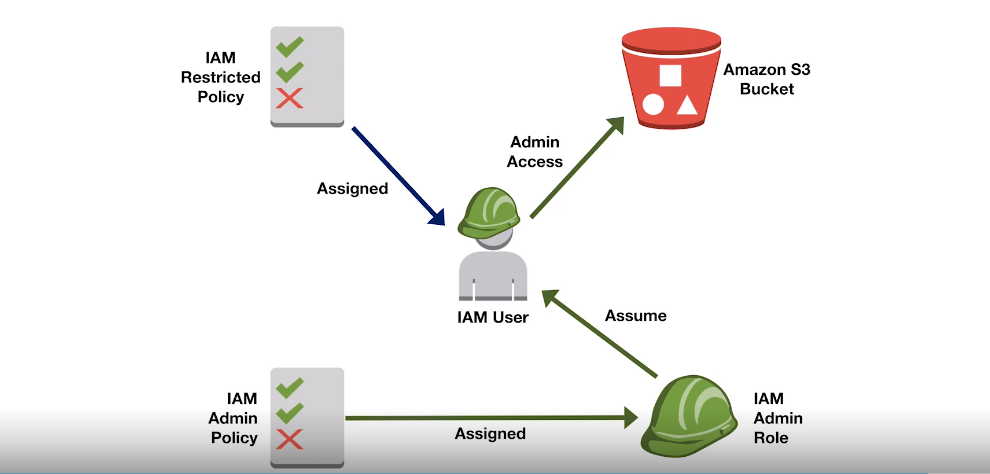 IAM
Restricted
Policy
Amazon S3
Bucket
Admin
Access
Assigned
IAM User
Assume
IAM
Admin
Policy
Assigned
IAM
Admin
Role